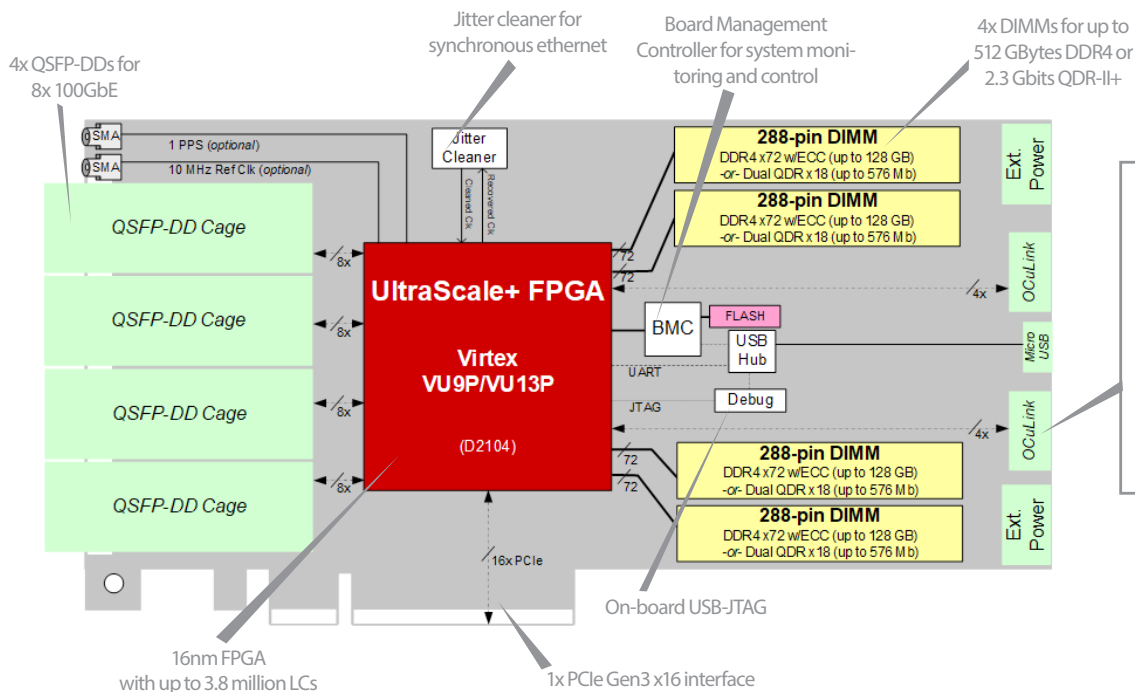 Jitter cleaner for
synchronous ethernet
Board Management
Controller for system moni-
toring and control
4x DIMMs for up to
512 GBytes DDR4 or
2.3 Gbits QDR-II+
4x QSFP-DDs for
8x 100GbE
SMA
1 PPS (optional)
SMA
10 MHz Ref Clk (optional)
Jitter
Cleaner
Cleaned Clk
Recovered Clk
288-pin DIMM
DDR4 x72 w/ECC (up to 128 GB)
-or- Dual QDR x18 (up to 576 Mb)
288-pin DIMM
DDR4 x72 w/ECC (up to 128 GB)
-or- Dual QDR x18 (up to 576 Mb)
Ext.
Power
QSFP-DD Cage
8x
QSFP-DD Cage
8x
QSFP-DD Cage
8x
QSFP-DD Cage
8x
UltraScale+ FPGA
Virtex
VU9P/VU13P
(D2104)
72
72
4x
OCuLink
BMC
FLASH
USB
Hub
Micro
USB
UART
Debug
JTAG
4x
OCuLink
72
72
288-pin DIMM
DDR4 x72 w/ECC (up to 128 GB)
-or- Dual QDR x18 (up to 576 Mb)
288-pin DIMM
DDR4 x72 w/ECC (up to 128 GB)
-or- Dual QDR x18 (up to 576 Mb)
Ext.
Power
16x PCIe
On-board USB-JTAG
16nm FPGA
with up to 3.8 million LCs
1x PCIe Gen3 x16 interface